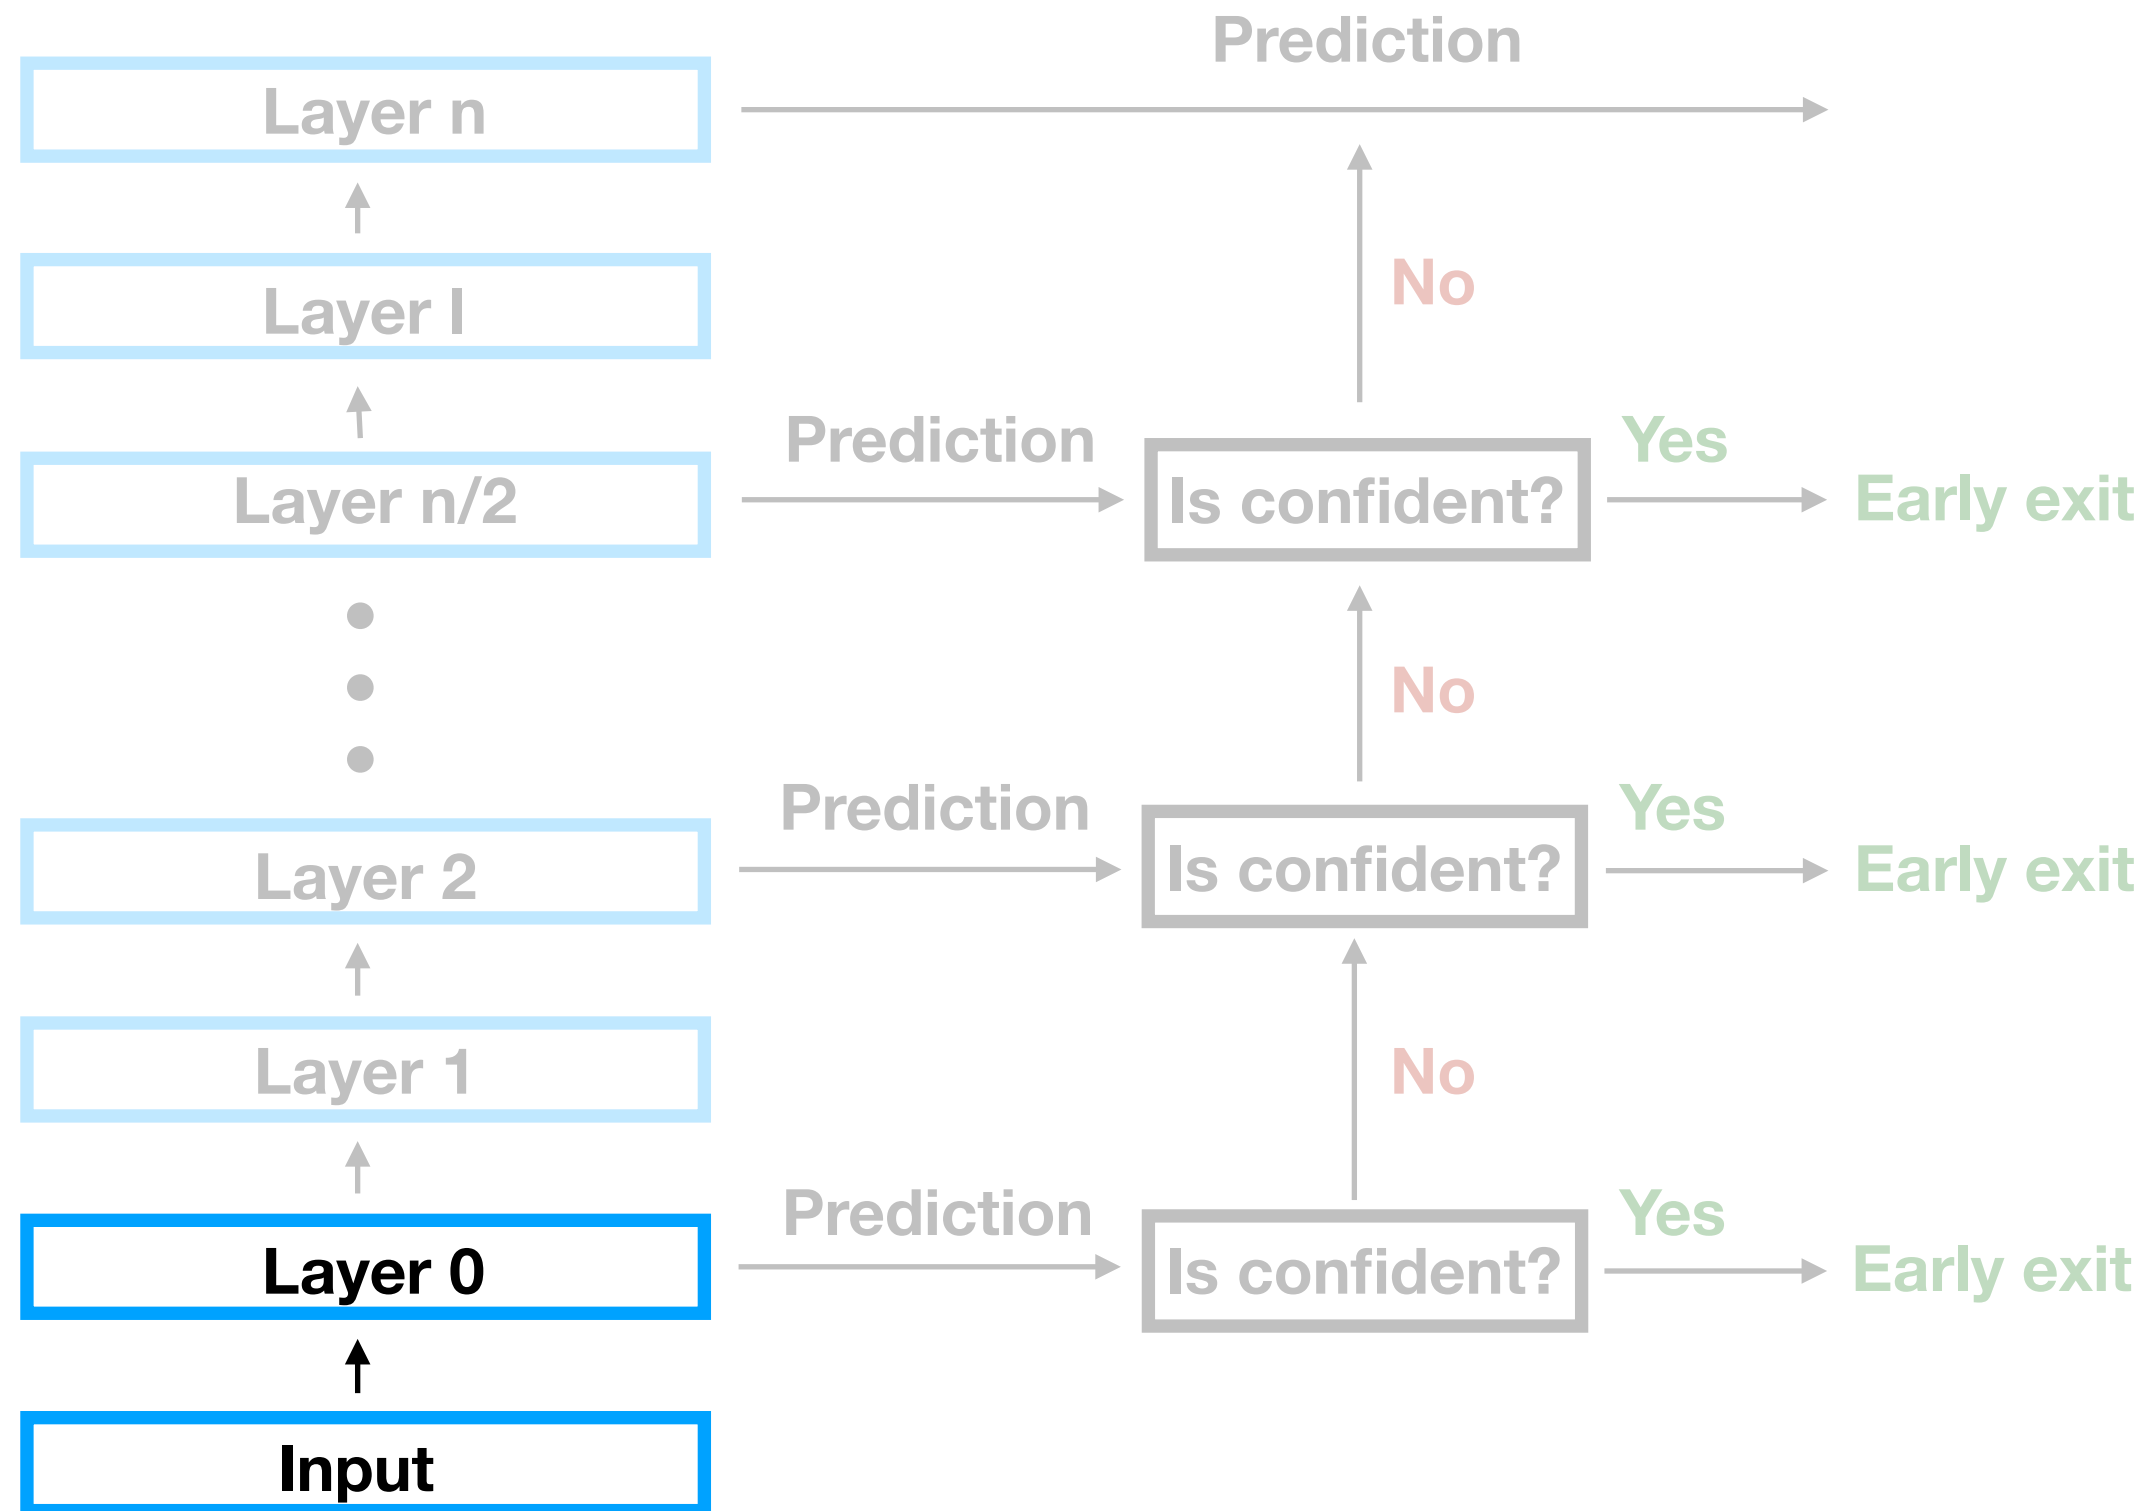 Prediction
Layer n
Layer l
No
Prediction
Yes
Layer n/2
Is confident?
Early exit
No
Prediction
Yes
Layer 2
Is confident?
Early exit
Layer 1
No
Prediction
Yes
Layer 0
Is confident?
Early exit
Input